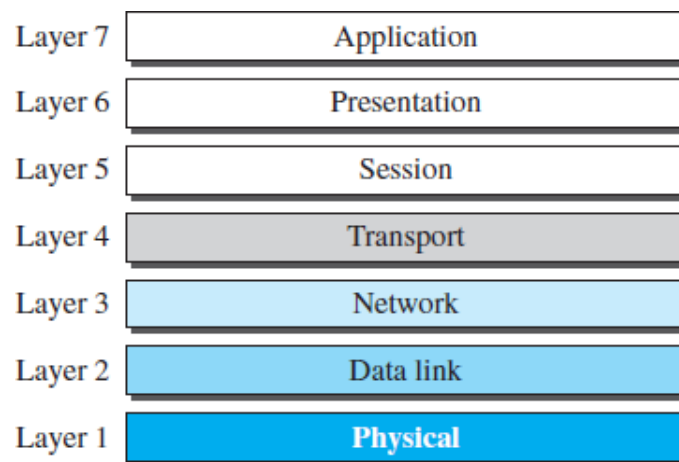 Layer 7 Application
Layer 6 Presentation
Layer 5 Session
Layer 4 Transport
Layer 3 Network
Layer 2 Data link
Layer 1 Physical